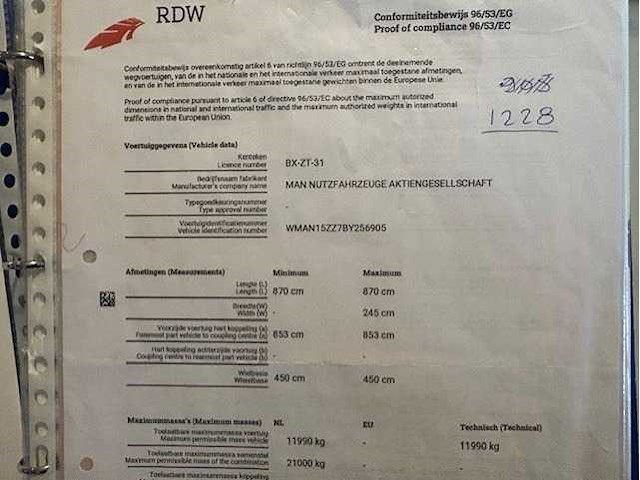 RDW
Conformiteitsbewijs 96/53/EG
Proof of compliance 96/53/EC
Conformiteitsbewijs overeenkomstig artikel 6 van richtlijn 96/53/EG omtrent de deelnemende
wegvoertuigen, van de in het nationale en het internationale verkeer maximaal toegestane afmetingen,
en van de in het internationale verkeer maximaal toegestane gewichten binnen de Europese Unie.
Proof of compliance pursuant to article 6 of directive 96/53/EC about the maximum autorized
dimensions in national and international traffic and the maximum authorized weights in international
traffic within the European Union.
1228
Voertuiggegevens (Vehicle data)
Kenteken
Licence number BX-ZT-31
Bedrijfsnaam fabrikant
Manufacturer's company name MAN NUTZFAHRZEUGE AKTIENGESELLSCHAFT
Typegoedkeuringsnummer
Type approval number -
Voertuigidentificatienummer
Vehicle identification number WMAN15ZZ7BY256905
Afmetingen (Measurements) Minimum Maximum
Lengte (L)
Length (L) 870 cm 870 cm
Breedte(W)
Width (W) - 245 cm
Voorzijde voertuig hart koppeling (a)
Foremost part vehicle to coupling centre (a) 853 cm 853 cm
Hart koppeling achterzijde voertuig (b)
Coupling centre to rearmost part vehicle (b) - -
Wielbasis
Wheelbase 450 cm 450 cm
Maximummassa's (Maximum masses) NL EU Technisch (Technical)
Toelaatbare maximummassa voertuig
Maximum permissible mass vehicle 11990 kg - 11990 kg
Toelaatbare maximummassa samenstel
Maximum permissible mass of the combination 21000 kg -
Toelaatbare maximummassa koppeling